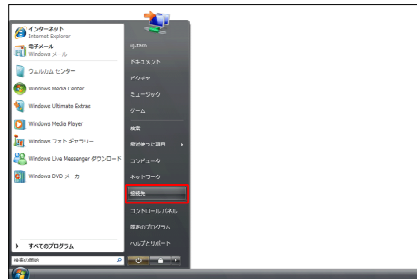 インターネット
Internet Explorer
電子メール
Windows メール
ウェルカム センター
Windows Media Center
Windows Ultimate Extras
Windows Media Player
Windows フォト ギャラリー
Windows Live Messenger ダウンロード
Windows DVD メーカー
すべてのプログラム
検索の開始
ドキュメント
ピクチャ
ミュージック
ゲーム
検索
最近使った項目
コンピュータ
ネットワーク
接続先
コントロール パネル
既定のプログラム
ヘルプとサポート